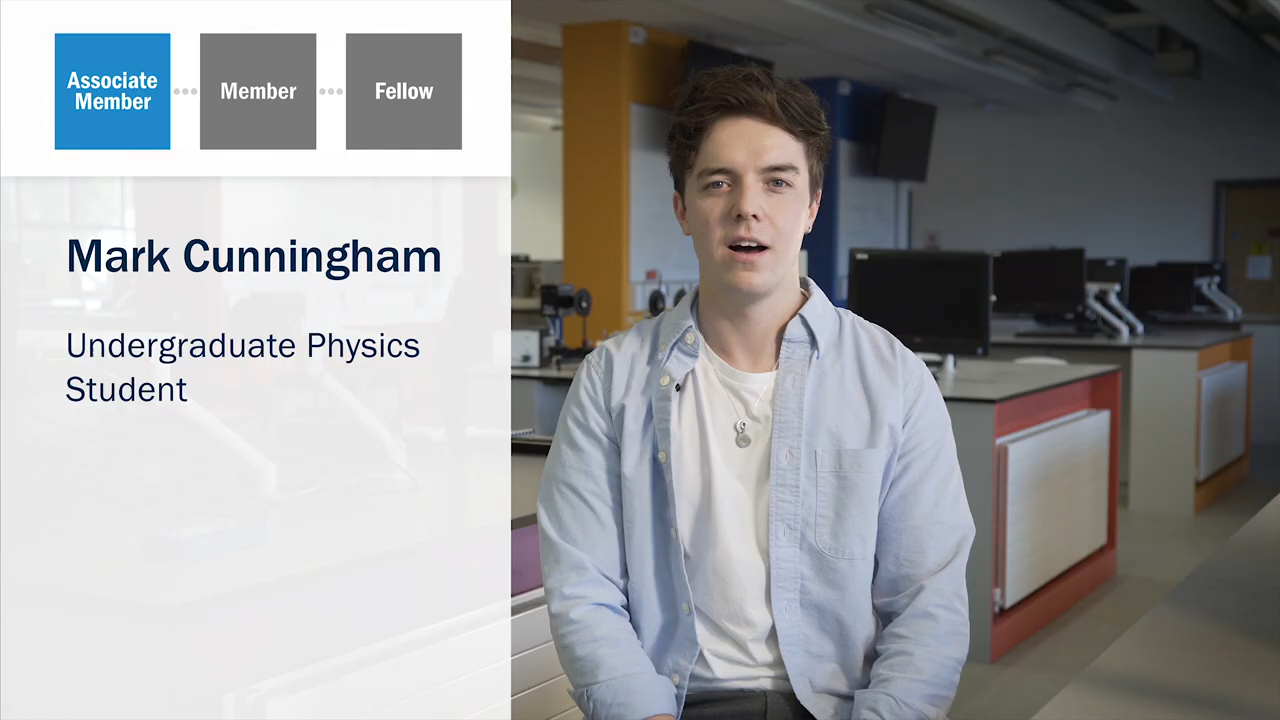 Associate
Member
Member
Fellow
Mark Cunningham
Undergraduate Physics
Student